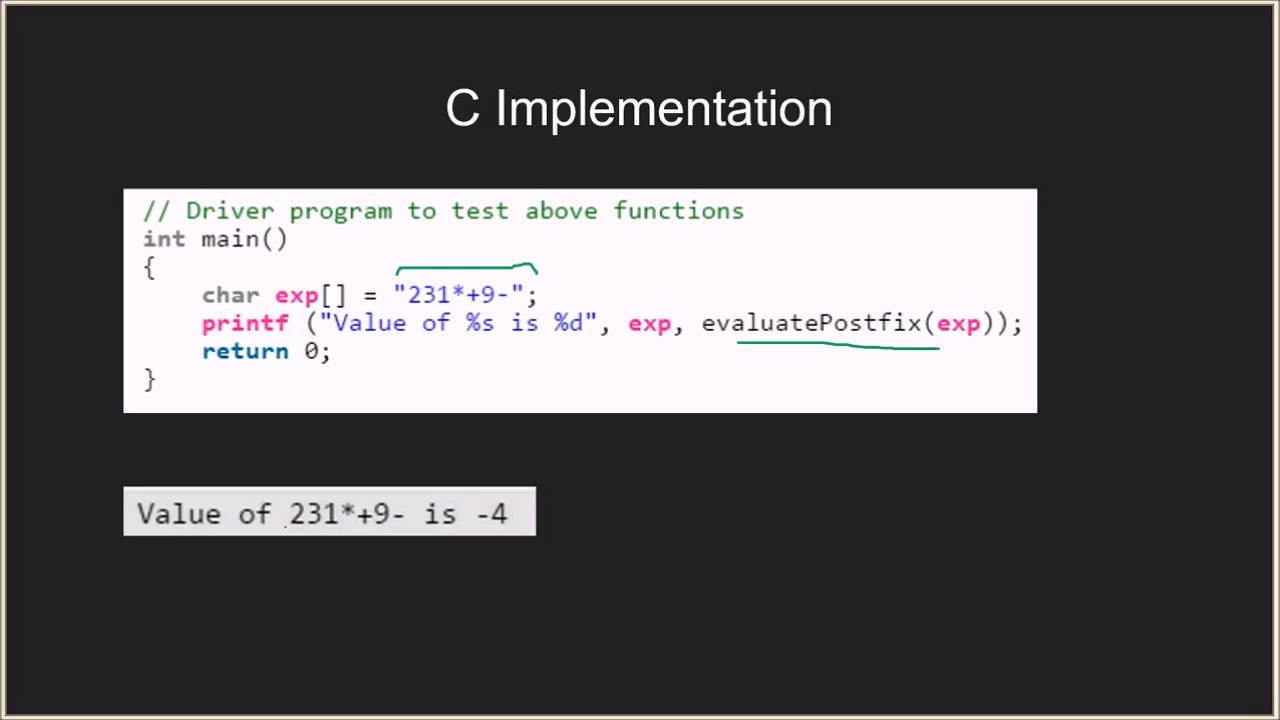 C Implementation
// Driver program to test above functions
int main()
{
char exp[] = "231*+9-";
printf ("Value of %s is %d", exp, evaluatePostfix(exp));
return 0;
}
Value of 231*+9- is -4